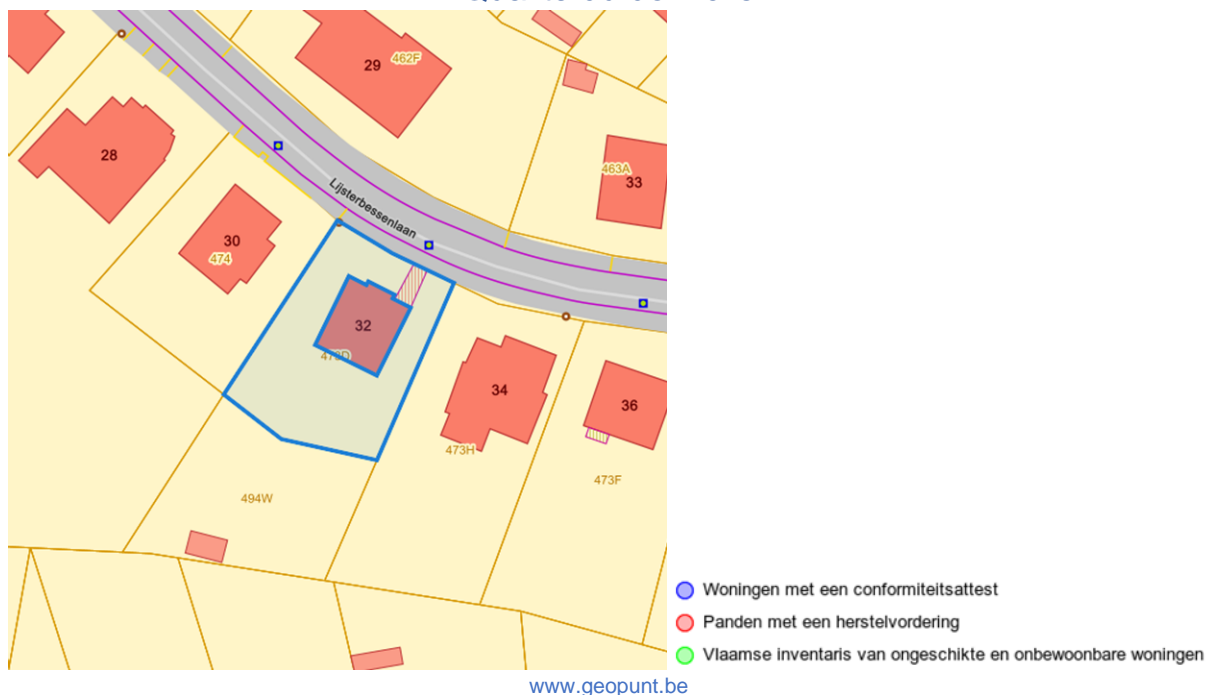 29
462F
28
463A
33
Lijsterbessenlaan
30
474
32
34
36
473H
473F
494W
Woningen met een conformiteitsattest
Panden met een herstelvordering
Vlaamse inventaris van ongeschikte en onbewoonbare woningen
www.geopunt.be